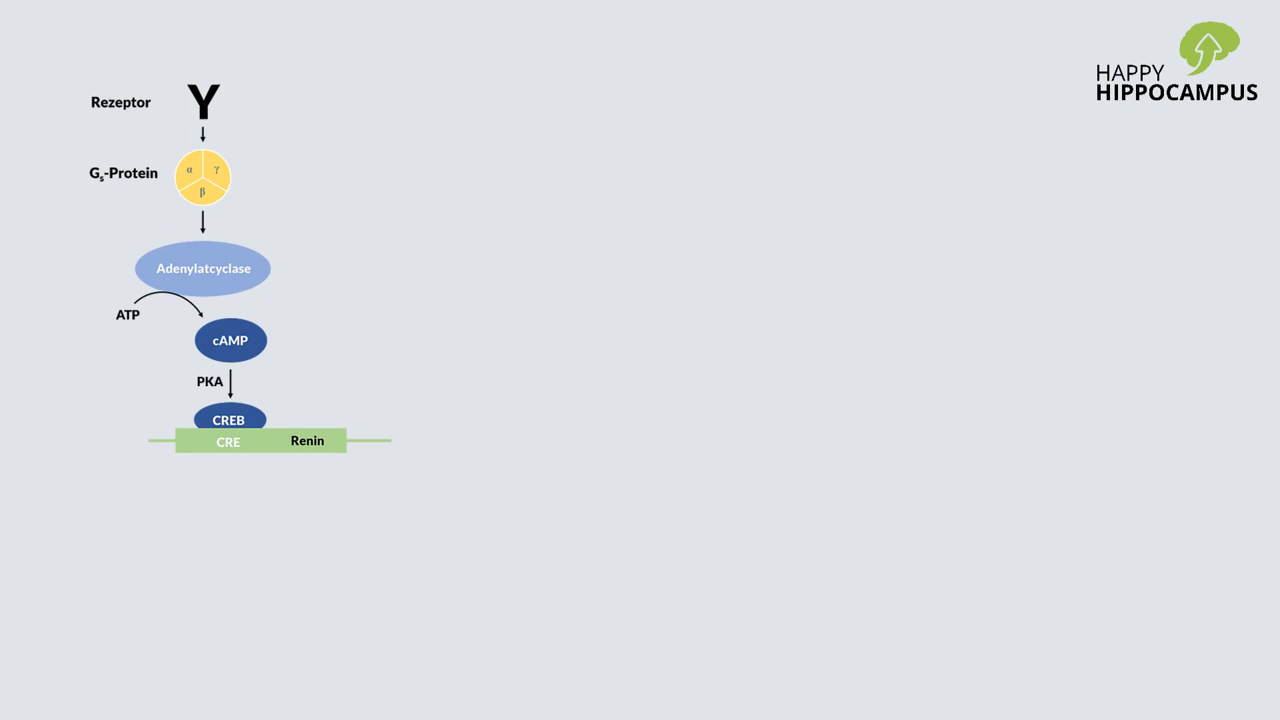 HAPPY
HIPPOCAMPUS
Rezeptor
Y
Gs-Protein
α
γ
β
Adenylatcyclase
ATP
cAMP
PKA
CREB
CRE
Renin